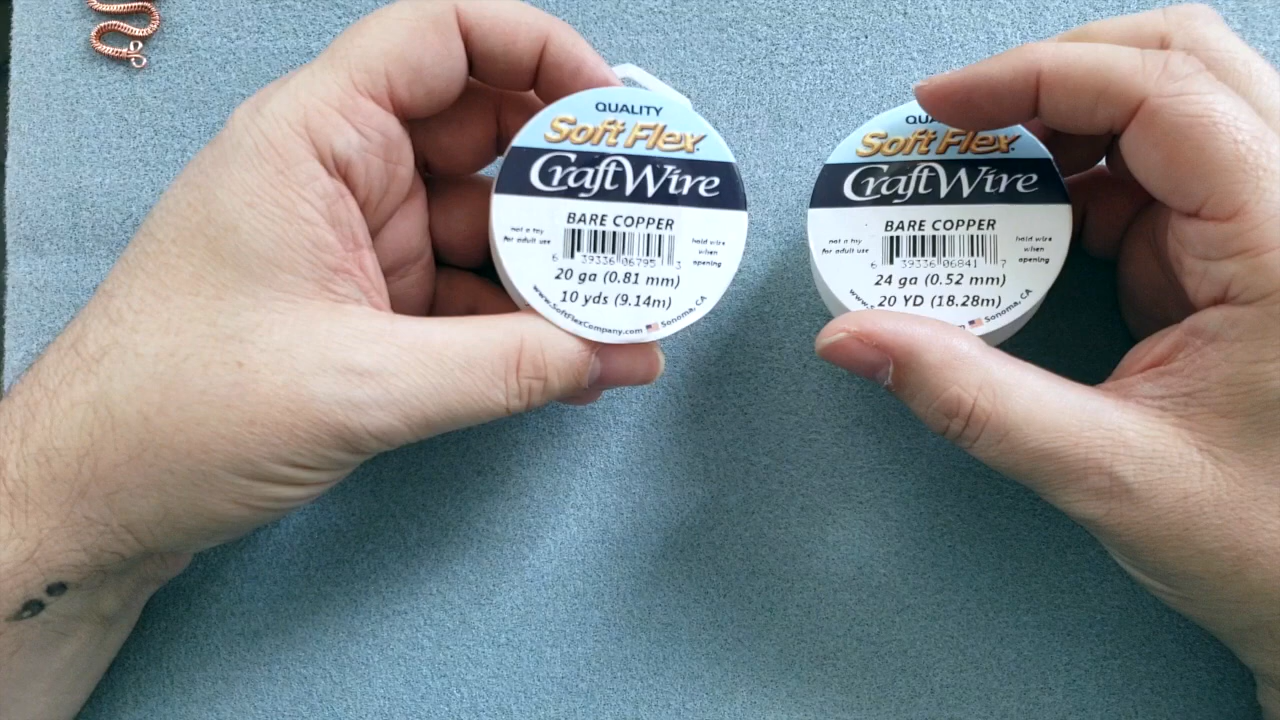 QUALITY
Soft Flex
CraftWire
BARE COPPER
not a toy
for adult use
hold wire
when
opening
6 39336 06795 3
20 ga (0.81 mm)
10 yds (9.14m)
www.SoftFlexCompany.com Sonoma, CA
QUA
Soft Flex
CraftWire
BARE COPPER
not a toy
for adult use
hold wire
when
opening
6 39336 06841 7
24 ga (0.52 mm)
20 YD (18.28m)
Sonoma, CA